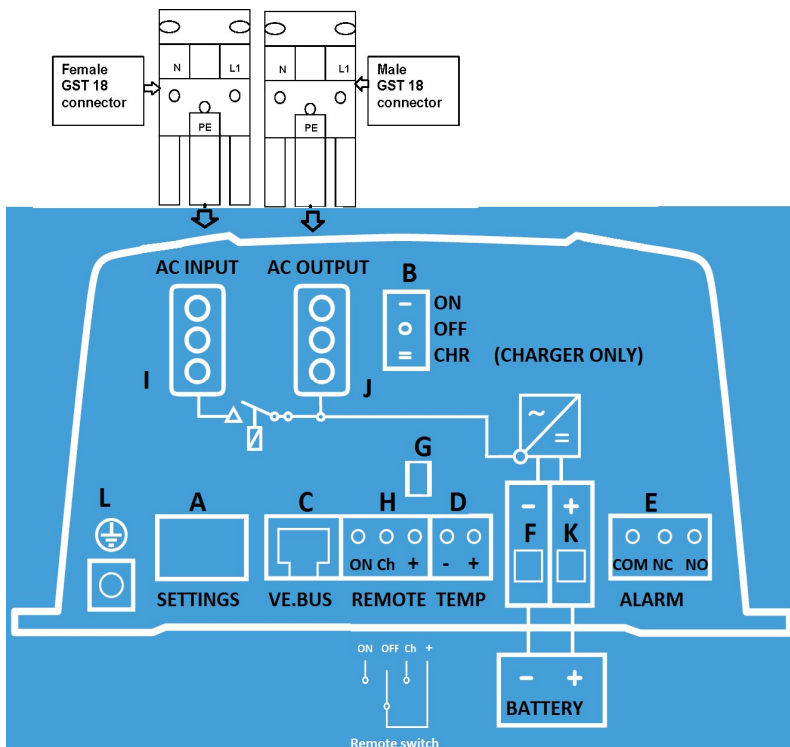 Female
GST 18
connector
N L1
PE
N L1
PE
Male
GST 18
connector
AC INPUT AC OUTPUT B
ON
OFF
CHR (CHARGER ONLY)
I J
G
L A C H D - + E
F K
ON Ch + - + COM NC NO
SETTINGS VE.BUS REMOTE TEMP ALARM
ON OFF Ch +
- +
BATTERY
Remote switch